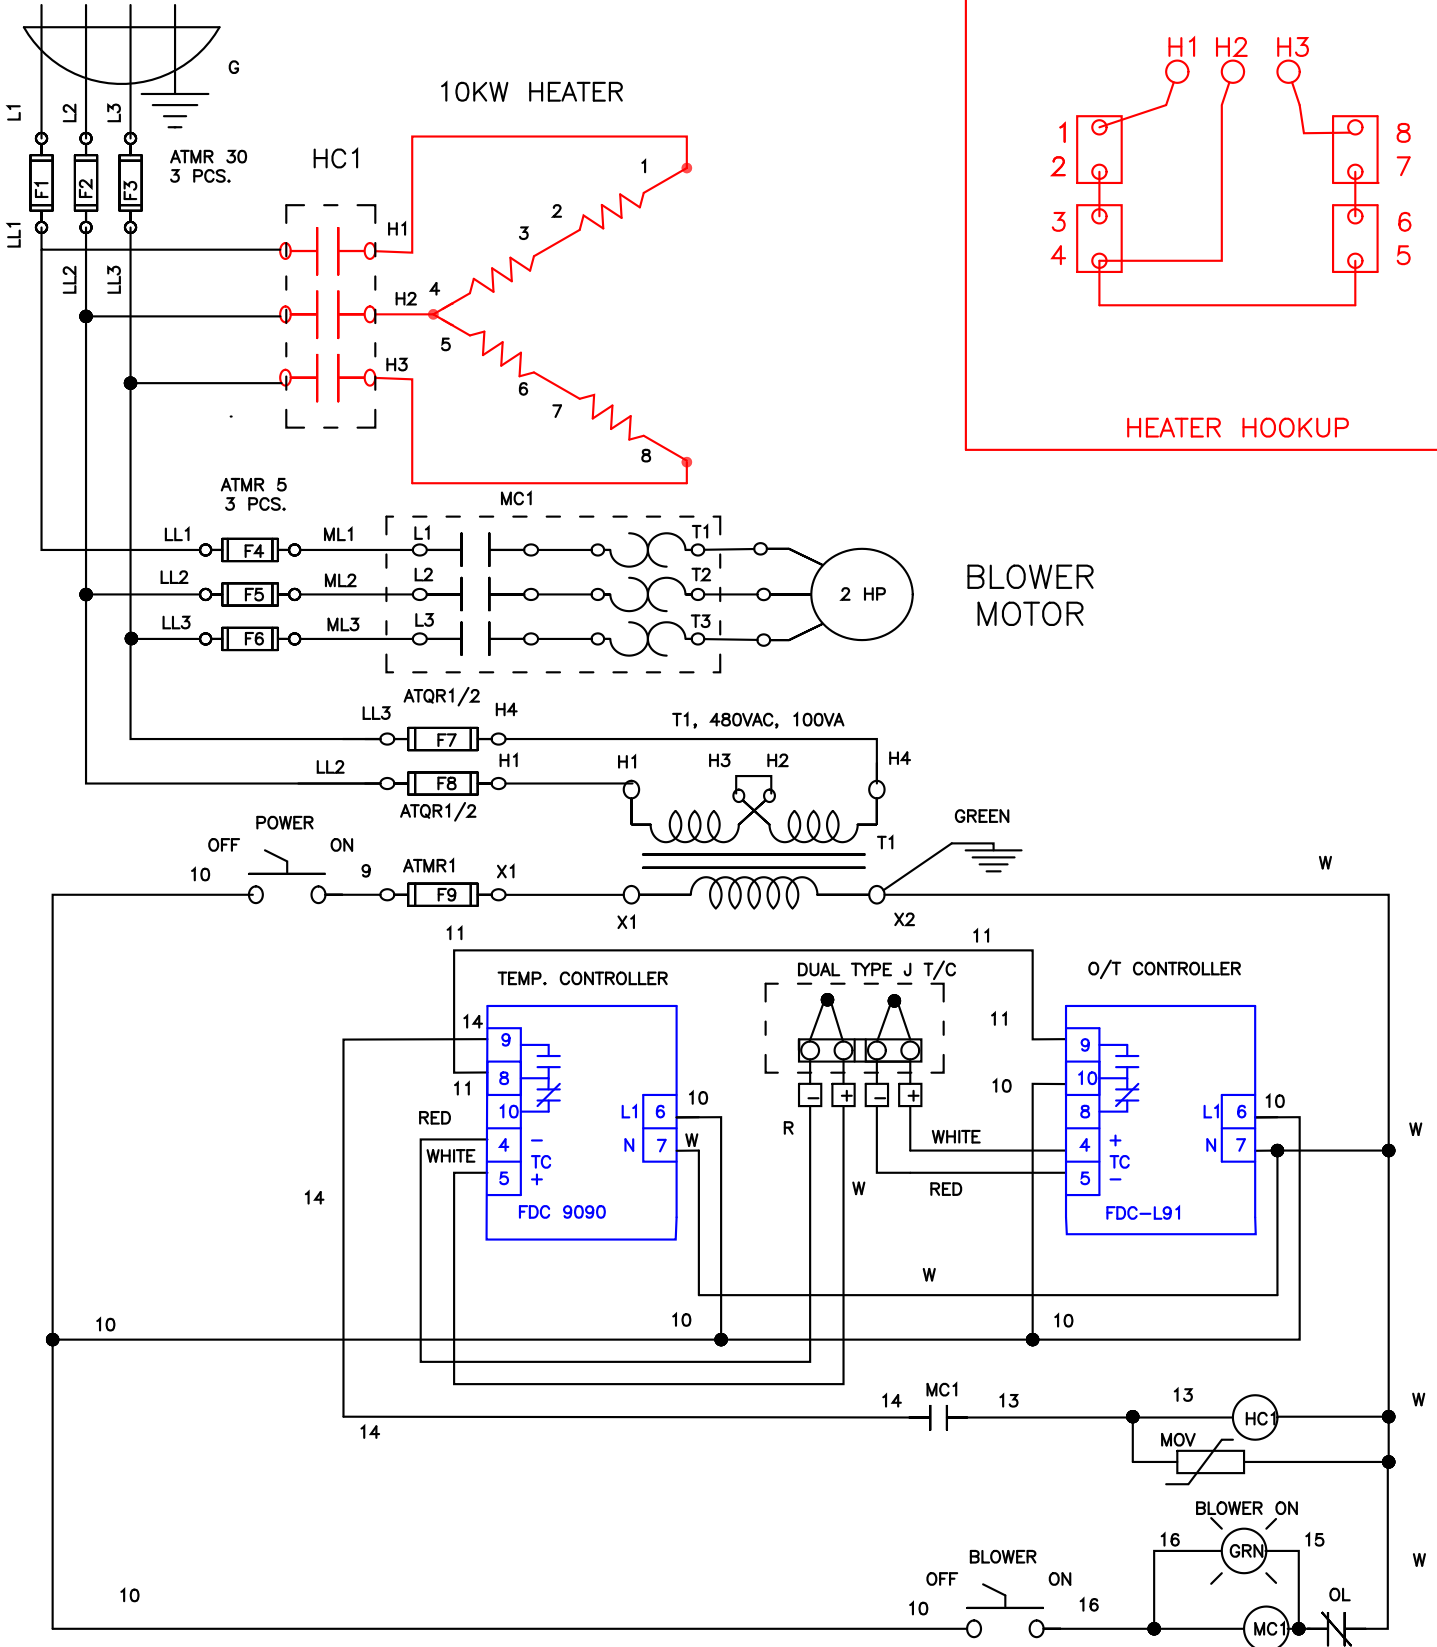 G
L1
L2
L3
F1
F2
F3
ATMR 30
3 PCS.
LL1
LL2
LL3
HC1
10KW HEATER
H1
H2
H3
1
2
3
4
5
6
7
8
H1 H2 H3
1
2
3
4
8
7
6
5
HEATER HOOKUP
ATMR 5
3 PCS.
MC1
LL1
F4
ML1
L1
T1
LL2
F5
ML2
L2
T2
LL3
F6
ML3
L3
T3
2 HP
BLOWER
MOTOR
ATQR1/2
LL3
F7
H4
T1, 480VAC, 100VA
LL2
F8
H1
ATQR1/2
H1
H3
H2
H4
T1
POWER
OFF
ON
10
9
ATMR1
F9
X1
X1
X2
GREEN
W
11
11
TEMP. CONTROLLER
DUAL TYPE J T/C
O/T CONTROLLER
14
9
8
11
10
RED
4 −
WHITE
TC
5 +
FDC 9090
L1 6
10
N 7
W
− + − +
R
W
WHITE
RED
11
9
10
10
8
4 +
TC
5 −
FDC−L91
L1 6
10
N 7
W
14
W
10
10
10
14
14
MC1
13
13
HC1
W
MOV
BLOWER ON
16
GRN
15
W
BLOWER
OFF
ON
10
10
16
MC1
OL